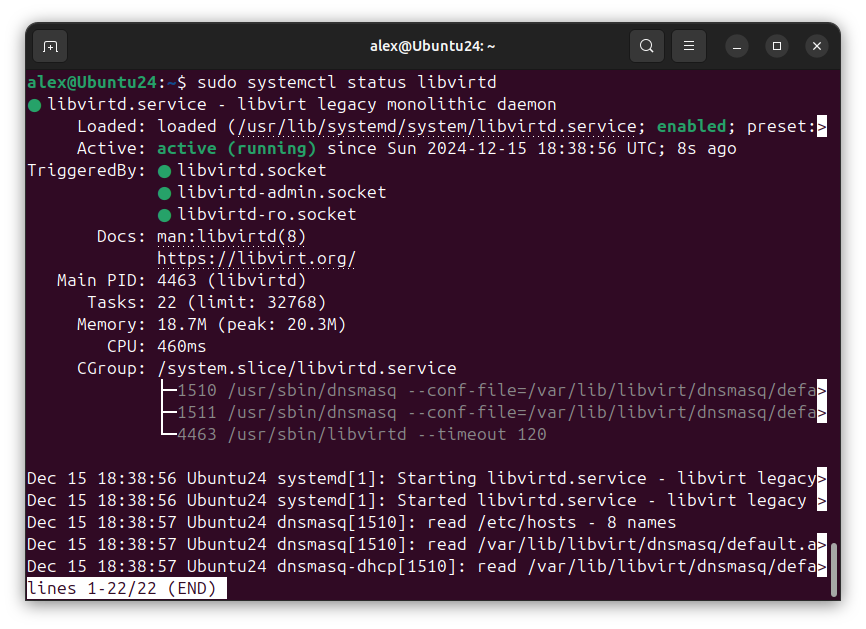 alex@Ubuntu24: ~
alex@Ubuntu24:~$ sudo systemctl status libvirtd
● libvirtd.service - libvirt legacy monolithic daemon
Loaded: loaded (/usr/lib/systemd/system/libvirtd.service; enabled; preset:>
Active: active (running) since Sun 2024-12-15 18:38:56 UTC; 8s ago
TriggeredBy: ● libvirtd.socket
● libvirtd-admin.socket
● libvirtd-ro.socket
Docs: man:libvirtd(8)
https://libvirt.org/
Main PID: 4463 (libvirtd)
Tasks: 22 (limit: 32768)
Memory: 18.7M (peak: 20.3M)
CPU: 460ms
CGroup: /system.slice/libvirtd.service
├─1510 /usr/sbin/dnsmasq --conf-file=/var/lib/libvirt/dnsmasq/defa>
├─1511 /usr/sbin/dnsmasq --conf-file=/var/lib/libvirt/dnsmasq/defa>
└─4463 /usr/sbin/libvirtd --timeout 120
Dec 15 18:38:56 Ubuntu24 systemd[1]: Starting libvirtd.service - libvirt legacy>
Dec 15 18:38:56 Ubuntu24 systemd[1]: Started libvirtd.service - libvirt legacy >
Dec 15 18:38:57 Ubuntu24 dnsmasq[1510]: read /etc/hosts - 8 names
Dec 15 18:38:57 Ubuntu24 dnsmasq[1510]: read /var/lib/libvirt/dnsmasq/default.a>
Dec 15 18:38:57 Ubuntu24 dnsmasq-dhcp[1510]: read /var/lib/libvirt/dnsmasq/defa>
lines 1-22/22 (END)